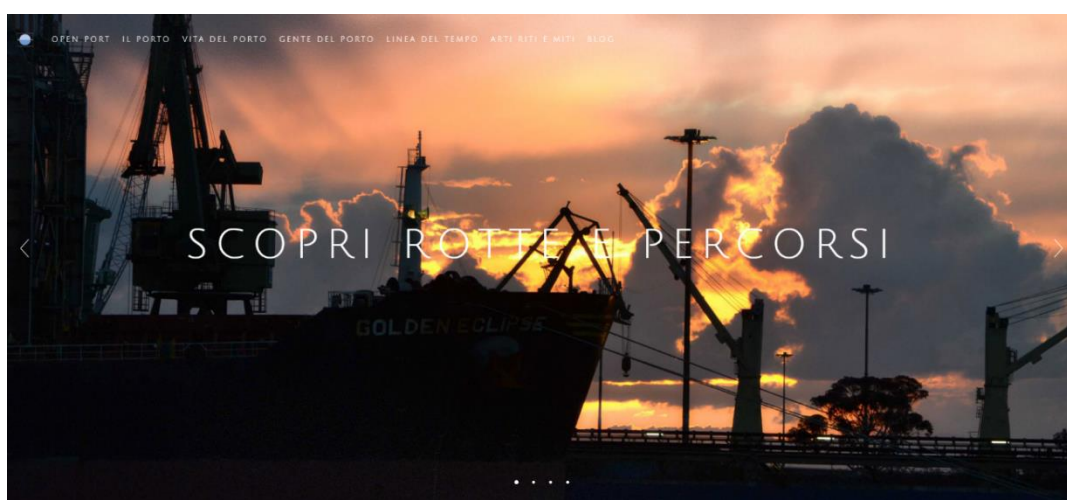 OPEN PORT IL PORTO VITA DEL PORTO GENTE DEL PORTO LINEA DEL TEMPO ARTI RITI E MITI BLOG
SCOPRI ROTTE E PERCORSI
GOLDEN ECLIPSE